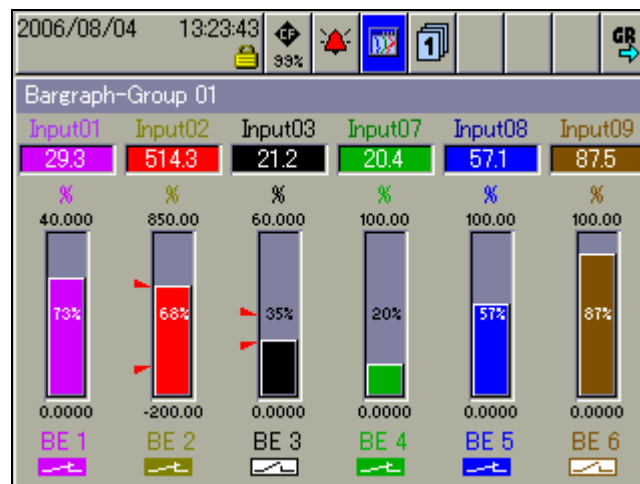 2006/08/04 13:23:43 CF 99% 1 GR
Bargraph-Group 01
Input01 Input02 Input03 Input07 Input08 Input09
29.3 514.3 21.2 20.4 57.1 87.5
% % % % % %
40.000 850.00 60.000 100.00 100.00 100.00
73% 68% 35% 20% 57% 87%
0.0000 -200.00 0.0000 0.0000 0.0000 0.0000
BE 1 BE 2 BE 3 BE 4 BE 5 BE 6